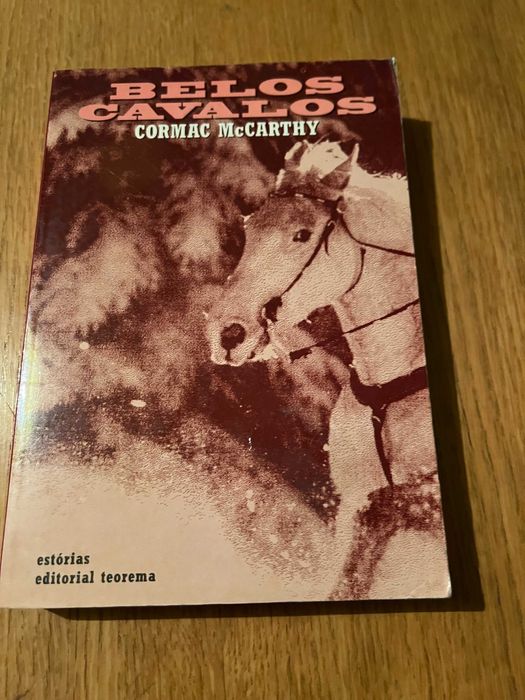 BELOS
CAVALOS
CORMAC McCARTHY
estórias
editorial teorema